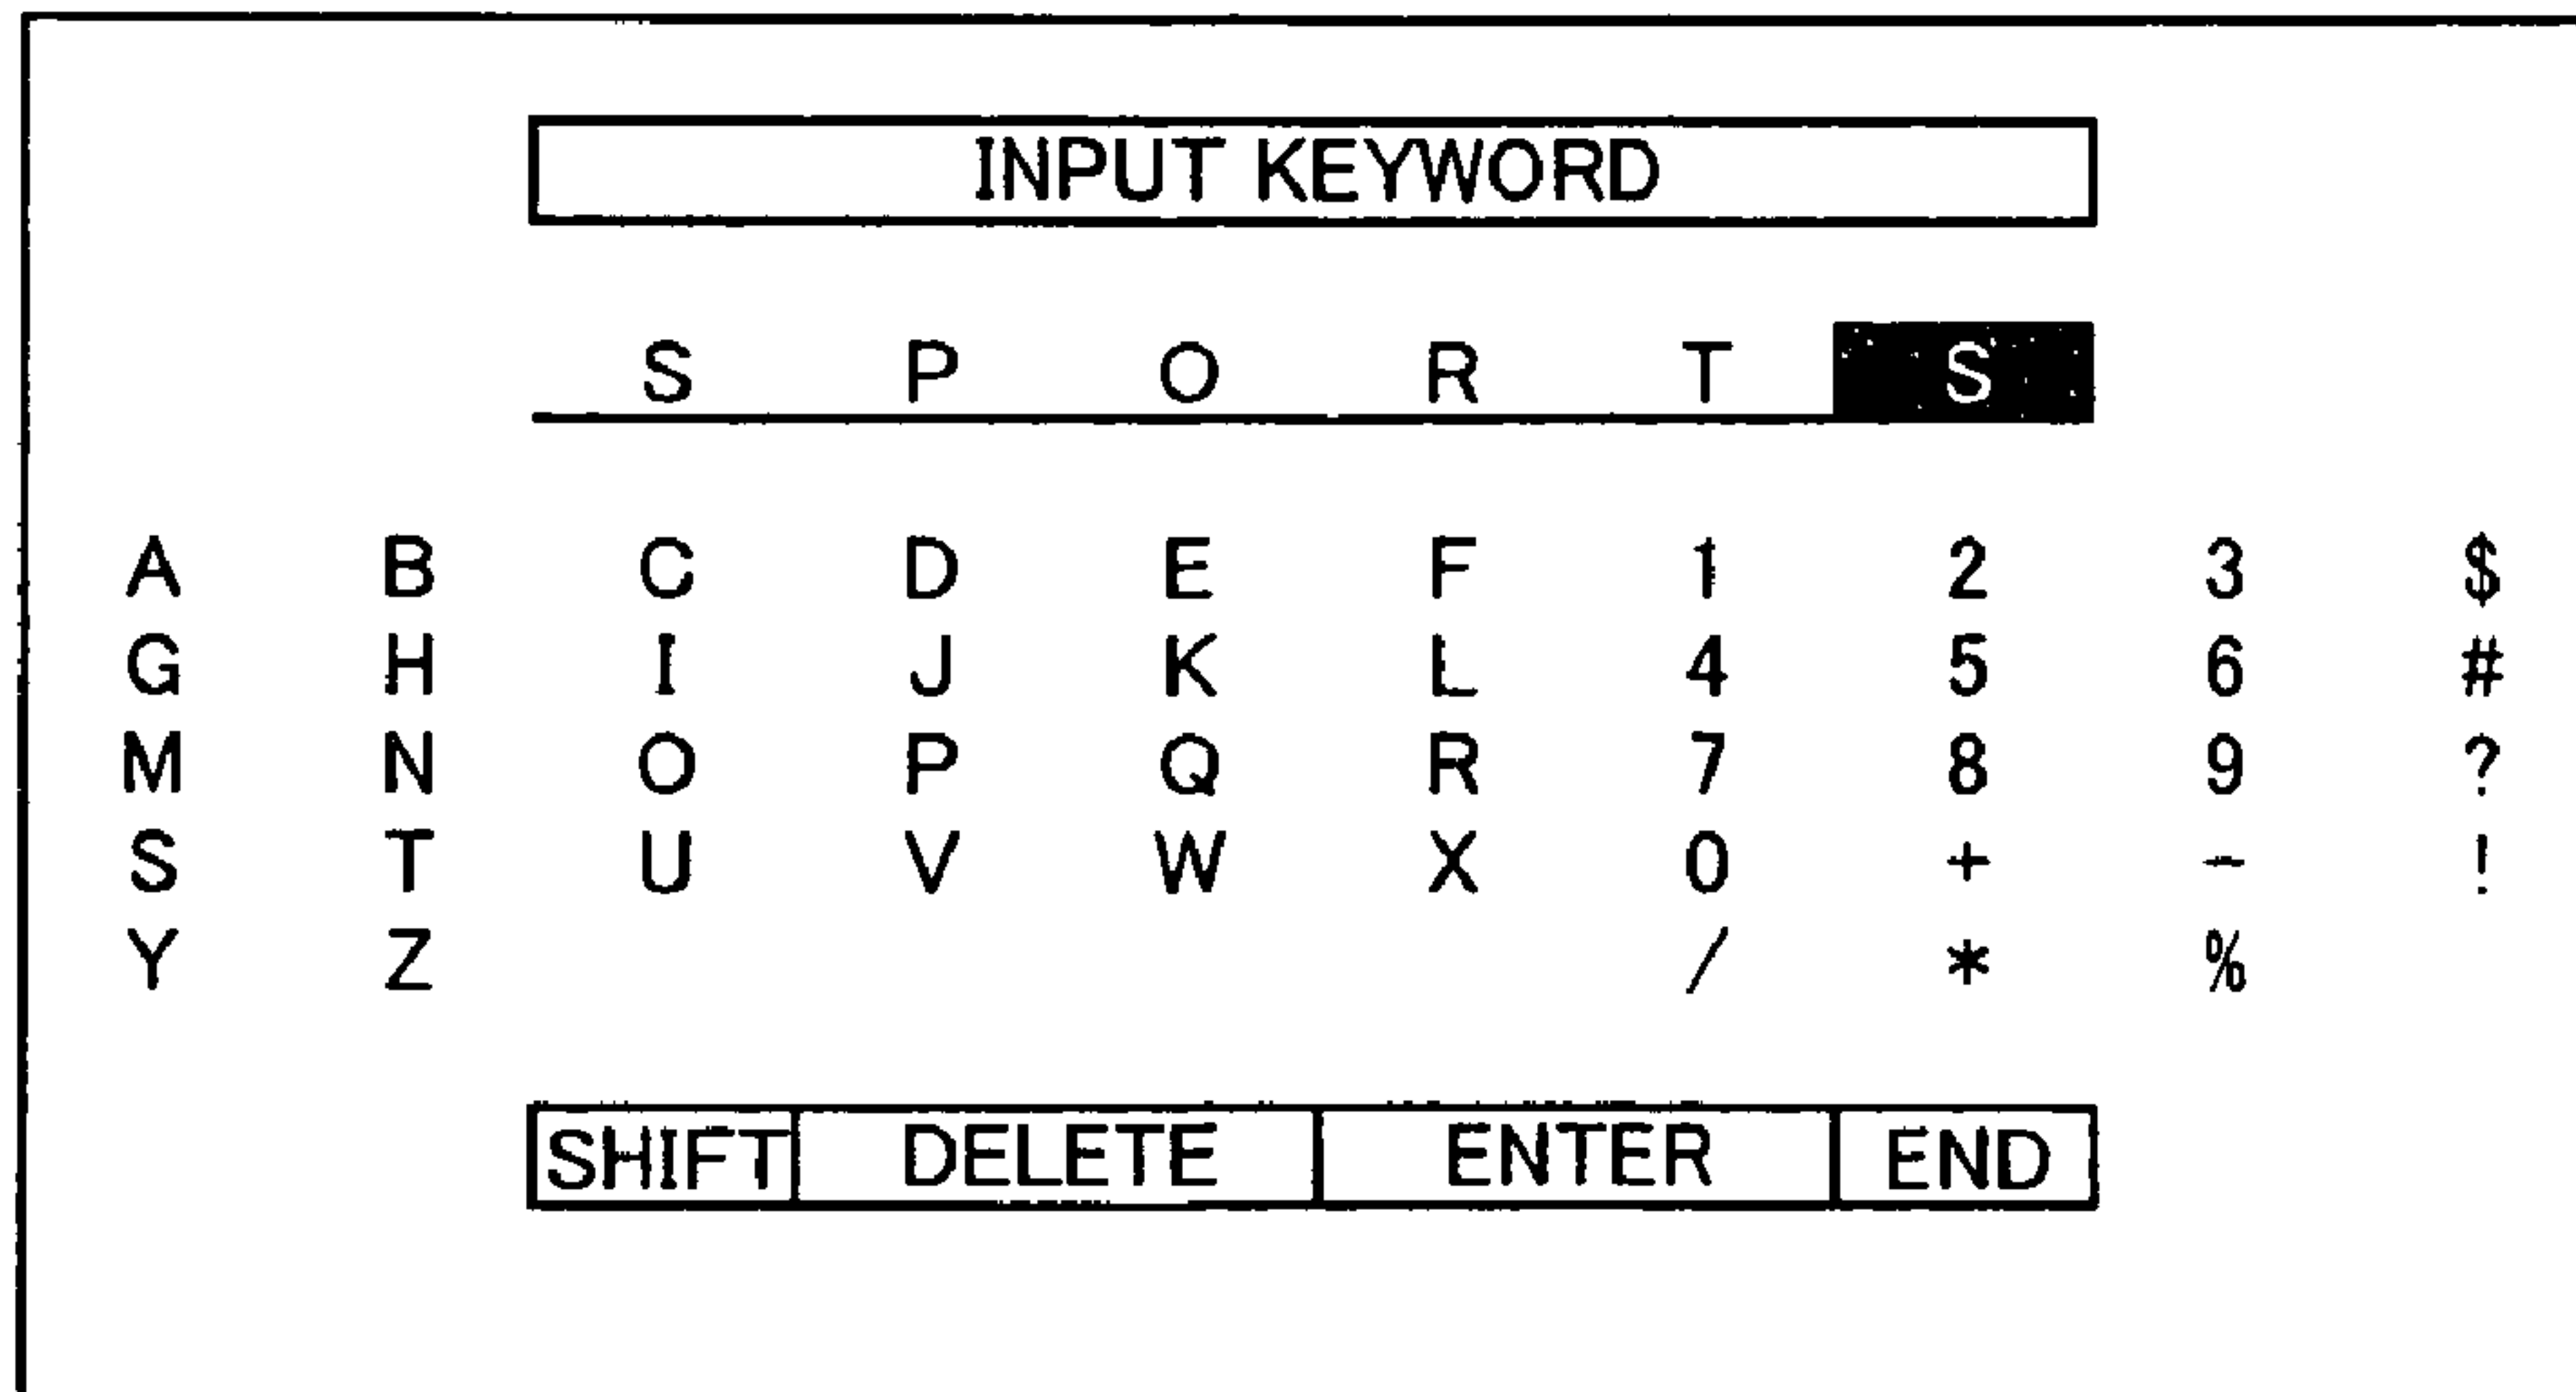 INPUT KEYWORD
S P O R T S
A B C D E F 1 2 3 $
G H I J K L 4 5 6 #
M N O P Q R 7 8 9 ?
S T U V W X 0 + - !
Y Z / * %
SHIFT DELETE ENTER END